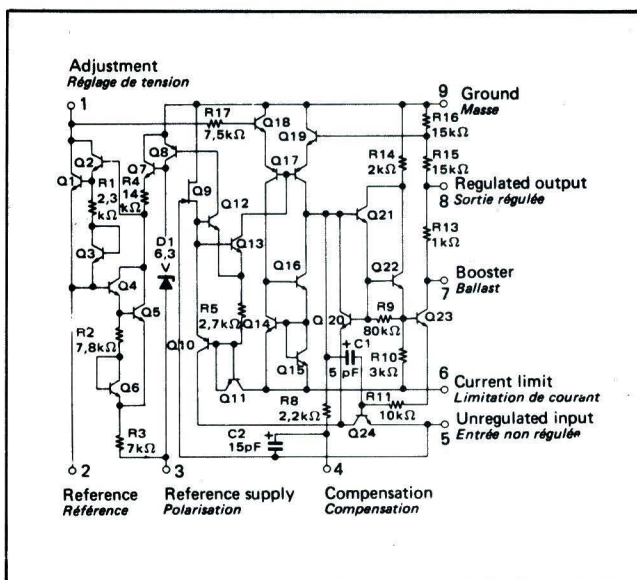 Adjustment
Réglage de tension
1
9
Ground
Masse
R17
7,5kΩ
Q18
R16
15kΩ
Q19
Q2
Q8
Q7
Q1
Q17
R14
2kΩ
R15
15kΩ
R4
14
kΩ
R1
2,3
kΩ
Q9
Q12
Q21
8
Regulated output
Sortie régulée
Q13
R13
1kΩ
Q3
D1
6,3
V
Q16
Q22
Booster
Ballast
7
Q4
Q5
R5
2,7kΩ
Q14
Q20
R9
80kΩ
Q23
R2
7,8kΩ
Q10
Q15
C1
5 pF
R10
3kΩ
6
Current limit
Limitation de courant
Q6
Q11
R8
2,2kΩ
R11
10kΩ
Unregulated input
Entrée non régulée
5
Q24
R3
7kΩ
C2
15pF
2
3
4
Reference
Référence
Reference supply
Polarisation
Compensation
Compensation